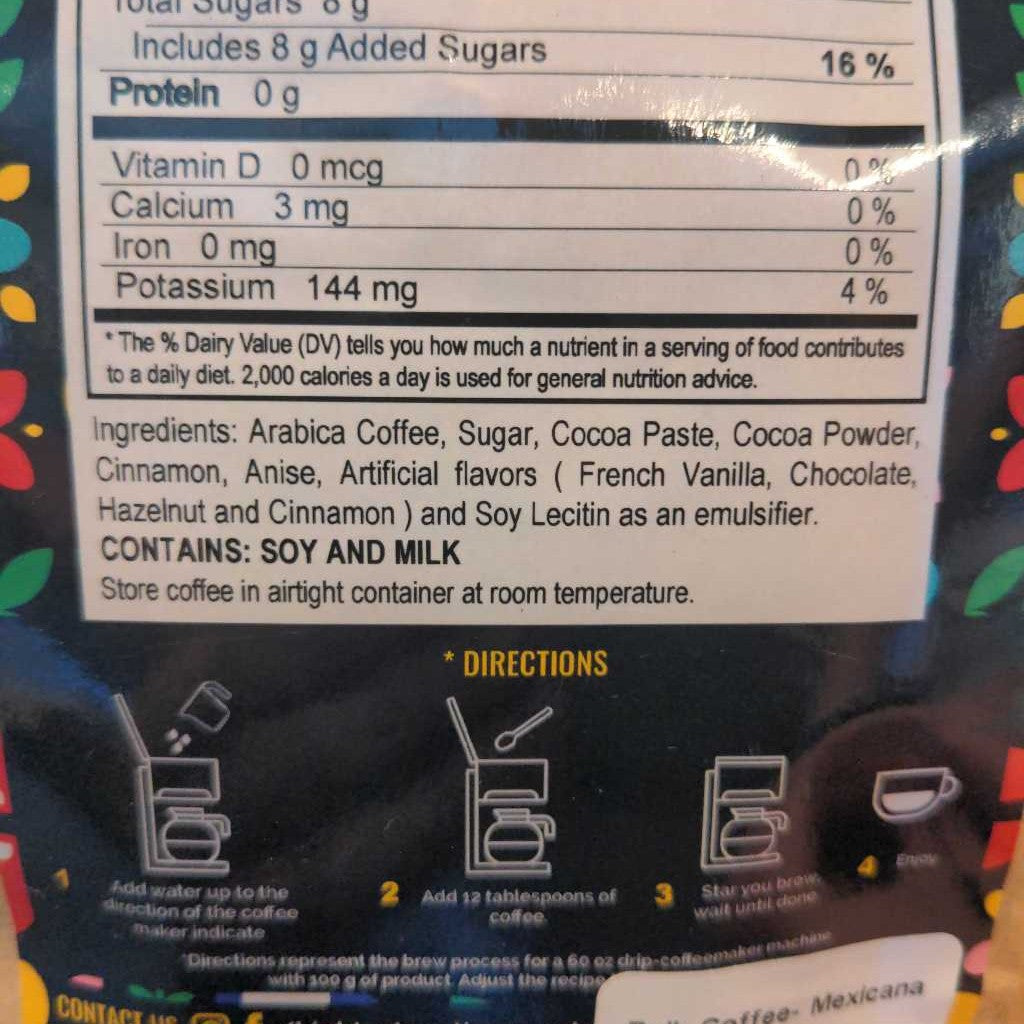 Total Sugars 8 g
Includes 8 g Added Sugars 16 %
Protein 0 g
Vitamin D 0 mcg 0 %
Calcium 3 mg 0 %
Iron 0 mg 0 %
Potassium 144 mg 4 %
* The % Dairy Value (DV) tells you how much a nutrient in a serving of food contributes
to a daily diet. 2,000 calories a day is used for general nutrition advice.
Ingredients: Arabica Coffee, Sugar, Cocoa Paste, Cocoa Powder,
Cinnamon, Anise, Artificial flavors ( French Vanilla, Chocolate,
Hazelnut and Cinnamon ) and Soy Lecitin as an emulsifier.
CONTAINS: SOY AND MILK
Store coffee in airtight container at room temperature.
* DIRECTIONS
1 Add water up to the
direction of the coffee
maker indicate
2 Add 12 tablespoons of
coffee
3 Star you brew,
wait until done
4 Enjoy
*Directions represent the brew process for a 60 oz drip-coffeemaker machine
with 100 g of product. Adjust the recipe
CONTACT US
Coffee- Mexicana